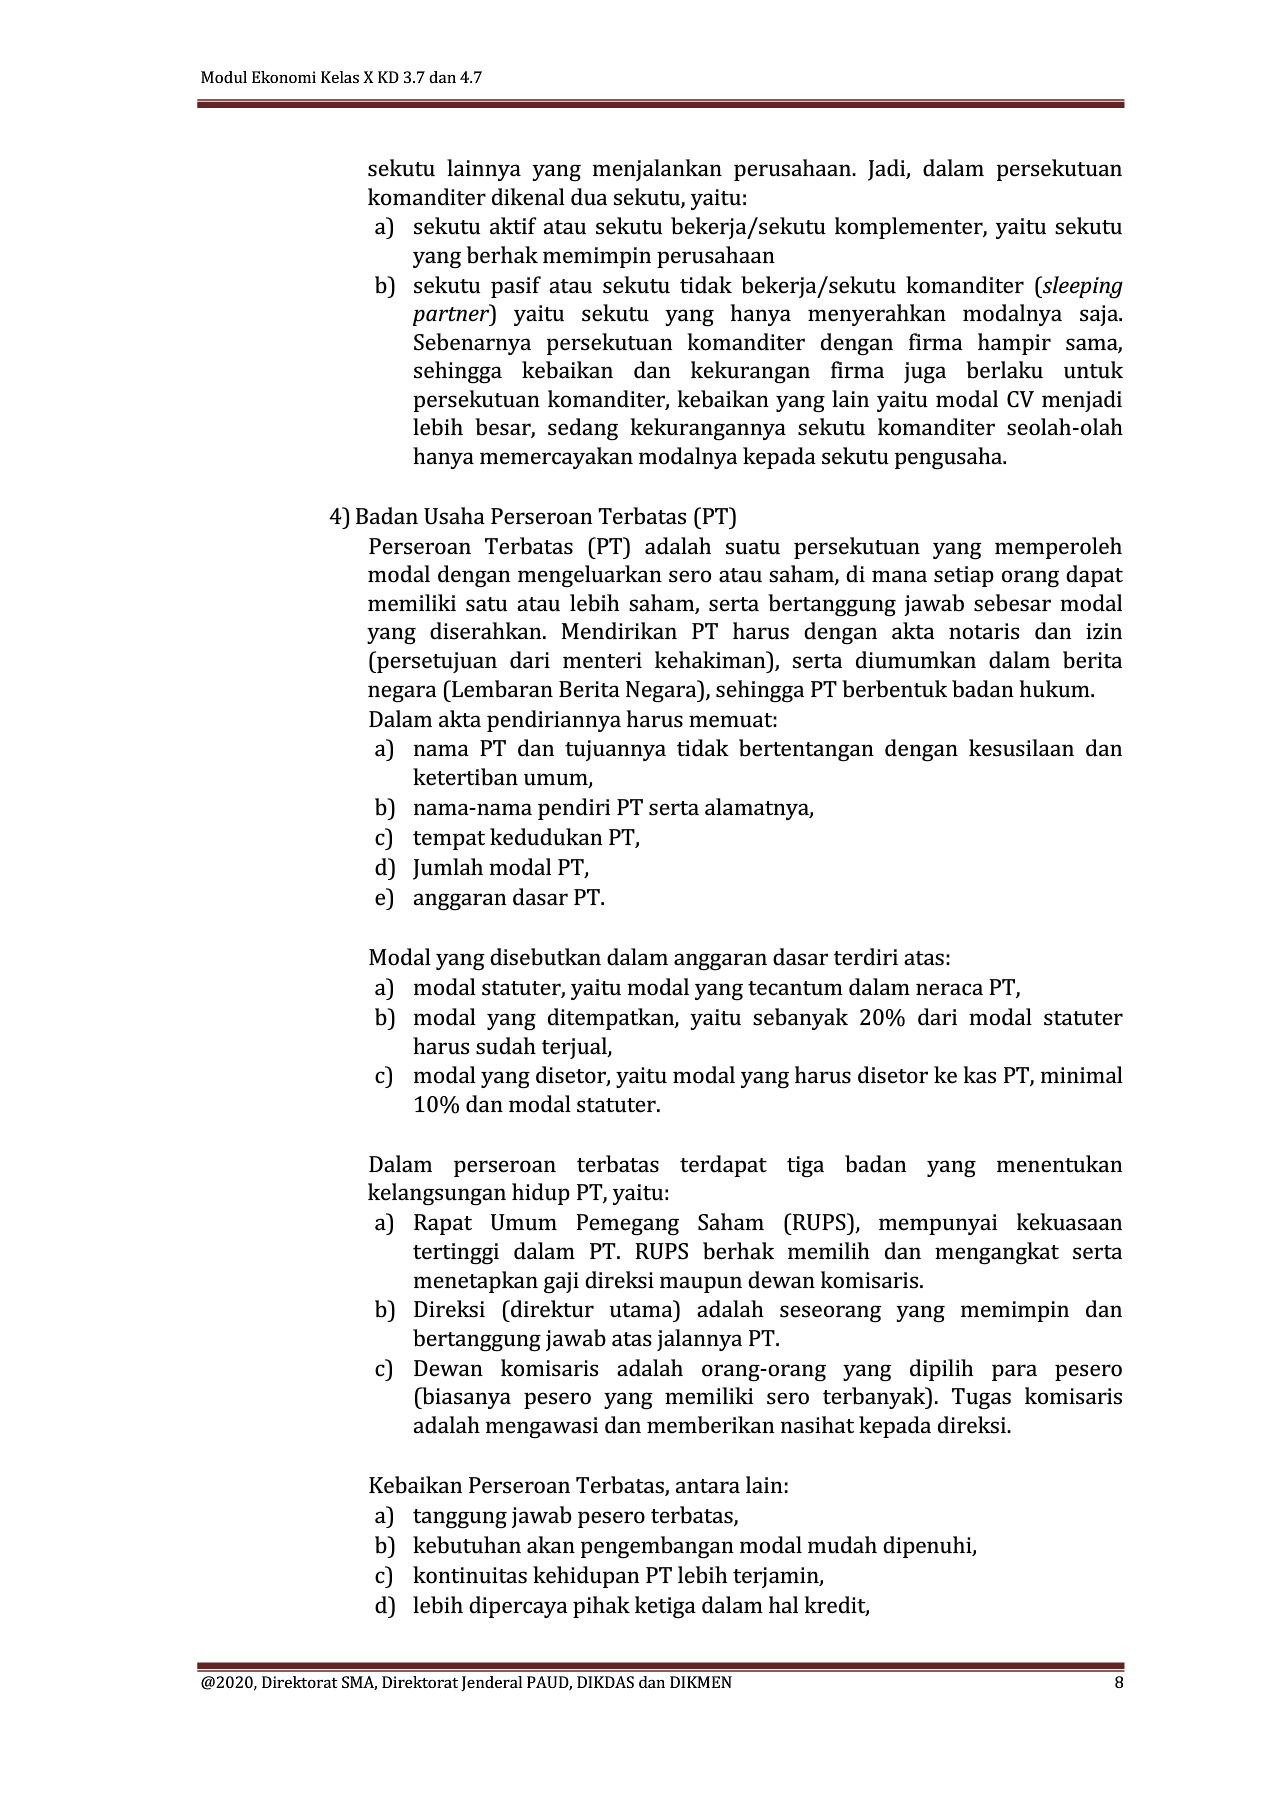 Modul Ekonomi Kelas X KD 3.7 dan 4.7
sekutu lainnya yang menjalankan perusahaan. Jadi, dalam persekutuan
komanditer dikenal dua sekutu, yaitu:
a) sekutu aktif atau sekutu bekerja/sekutu komplementer, yaitu sekutu
yang berhak memimpin perusahaan
b) sekutu pasif atau sekutu tidak bekerja/sekutu komanditer (sleeping
partner) yaitu sekutu yang hanya menyerahkan modalnya saja.
Sebenarnya persekutuan komanditer dengan firma hampir sama,
sehingga kebaikan dan kekurangan firma juga berlaku untuk
persekutuan komanditer, kebaikan yang lain yaitu modal CV menjadi
lebih besar, sedang kekurangannya sekutu komanditer seolah-olah
hanya memercayakan modalnya kepada sekutu pengusaha.
4) Badan Usaha Perseroan Terbatas (PT)
Perseroan Terbatas (PT) adalah suatu persekutuan yang memperoleh
modal dengan mengeluarkan sero atau saham, di mana setiap orang dapat
memiliki satu atau lebih saham, serta bertanggung jawab sebesar modal
yang diserahkan. Mendirikan PT harus dengan akta notaris dan izin
(persetujuan dari menteri kehakiman), serta diumumkan dalam berita
negara (Lembaran Berita Negara), sehingga PT berbentuk badan hukum.
Dalam akta pendiriannya harus memuat:
a) nama PT dan tujuannya tidak bertentangan dengan kesusilaan dan
ketertiban umum,
b) nama-nama pendiri PT serta alamatnya,
c) tempat kedudukan PT,
d) Jumlah modal PT,
e) anggaran dasar PT.
Modal yang disebutkan dalam anggaran dasar terdiri atas:
a) modal statuter, yaitu modal yang tecantum dalam neraca PT,
b) modal yang ditempatkan, yaitu sebanyak 20% dari modal statuter
harus sudah terjual,
c) modal yang disetor, yaitu modal yang harus disetor ke kas PT, minimal
10% dan modal statuter.
Dalam perseroan terbatas terdapat tiga badan yang menentukan
kelangsungan hidup PT, yaitu:
a) Rapat Umum Pemegang Saham (RUPS), mempunyai kekuasaan
tertinggi dalam PT. RUPS berhak memilih dan mengangkat serta
menetapkan gaji direksi maupun dewan komisaris.
b) Direksi (direktur utama) adalah seseorang yang memimpin dan
bertanggung jawab atas jalannya PT.
c) Dewan komisaris adalah orang-orang yang dipilih para pesero
(biasanya pesero yang memiliki sero terbanyak). Tugas komisaris
adalah mengawasi dan memberikan nasihat kepada direksi.
Kebaikan Perseroan Terbatas, antara lain:
a) tanggung jawab pesero terbatas,
b) kebutuhan akan pengembangan modal mudah dipenuhi,
c) kontinuitas kehidupan PT lebih terjamin,
d) lebih dipercaya pihak ketiga dalam hal kredit,
@2020, Direktorat SMA, Direktorat Jenderal PAUD, DIKDAS dan DIKMEN 8